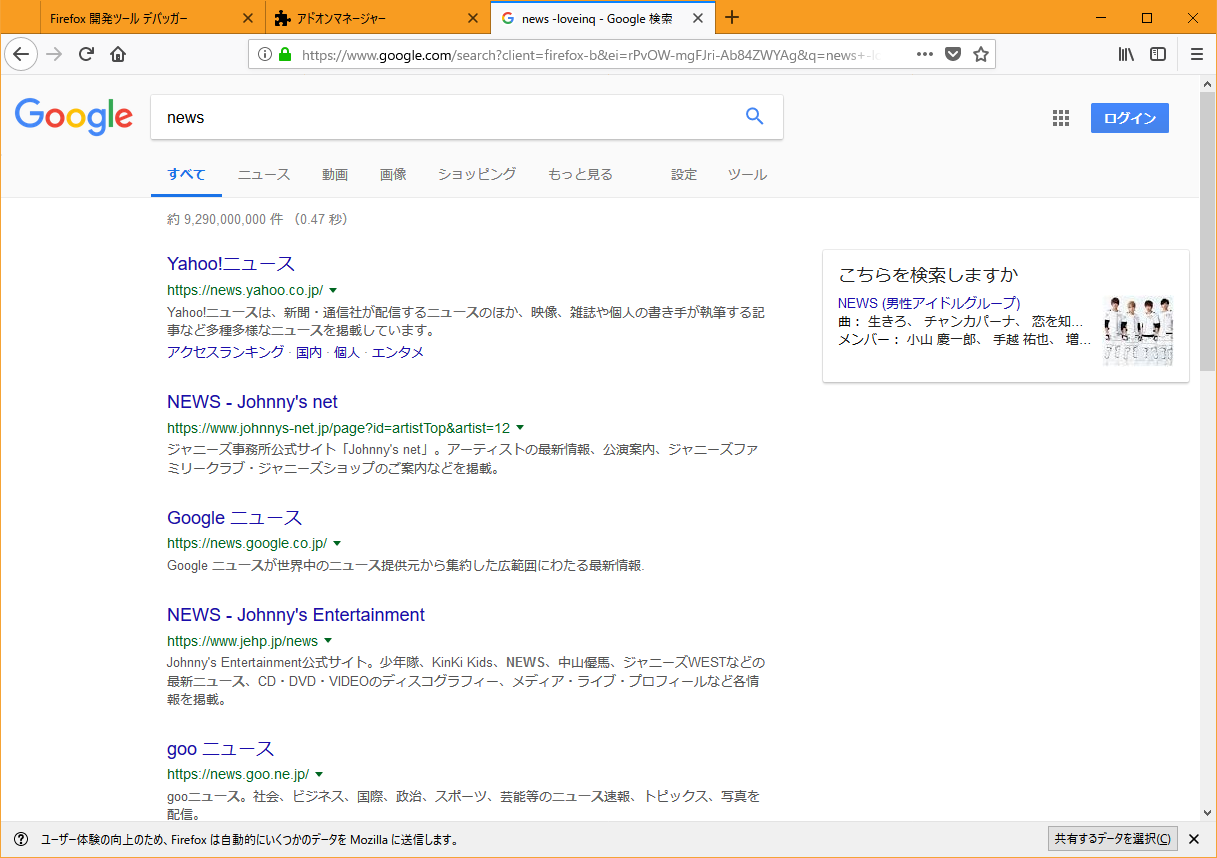 Firefox 開発ツール デバッガー
アドオンマネージャー
news -loveinq - Google 検索
https://www.google.com/search?client=firefox-b&ei=rPvOW-mgFJri-Ab84ZWYAg&q=news+-lo
Google
news
ログイン
すべて ニュース 動画 画像 ショッピング もっと見る 設定 ツール
約 9,290,000,000 件 （0.47 秒）
Yahoo!ニュース
https://news.yahoo.co.jp/
Yahoo!ニュースは、新聞・通信社が配信するニュースのほか、映像、雑誌や個人の書き手が執筆する記
事など多種多様なニュースを掲載しています。
アクセスランキング · 国内 · 個人 · エンタメ
NEWS - Johnny's net
https://www.johnnys-net.jp/page?id=artistTop&artist=12
ジャニーズ事務所公式サイト「Johnny's net」。アーティストの最新情報、公演案内、ジャニーズファ
ミリークラブ・ジャニーズショップのご案内などを掲載。
Google ニュース
https://news.google.co.jp/
Google ニュースが世界中のニュース提供元から集約した広範囲にわたる最新情報.
NEWS - Johnny's Entertainment
https://www.jehp.jp/news
Johnny's Entertainment公式サイト。少年隊、KinKi Kids、NEWS、中山優馬、ジャニーズWESTなどの
最新ニュース、CD・DVD・VIDEOのディスコグラフィー、メディア・ライブ・プロフィールなど各情
報を掲載。
goo ニュース
https://news.goo.ne.jp/
gooニュース。社会、ビジネス、国際、政治、スポーツ、芸能等のニュース速報、トピックス、写真を
配信。
こちらを検索しますか
NEWS (男性アイドルグループ)
曲： 生きろ、 チャンカパーナ、 恋を知...
メンバー： 小山 慶一郎、 手越 祐也、 増...
ユーザー体験の向上のため、Firefox は自動的にいくつかのデータを Mozilla に送信します。
共有するデータを選択(C)